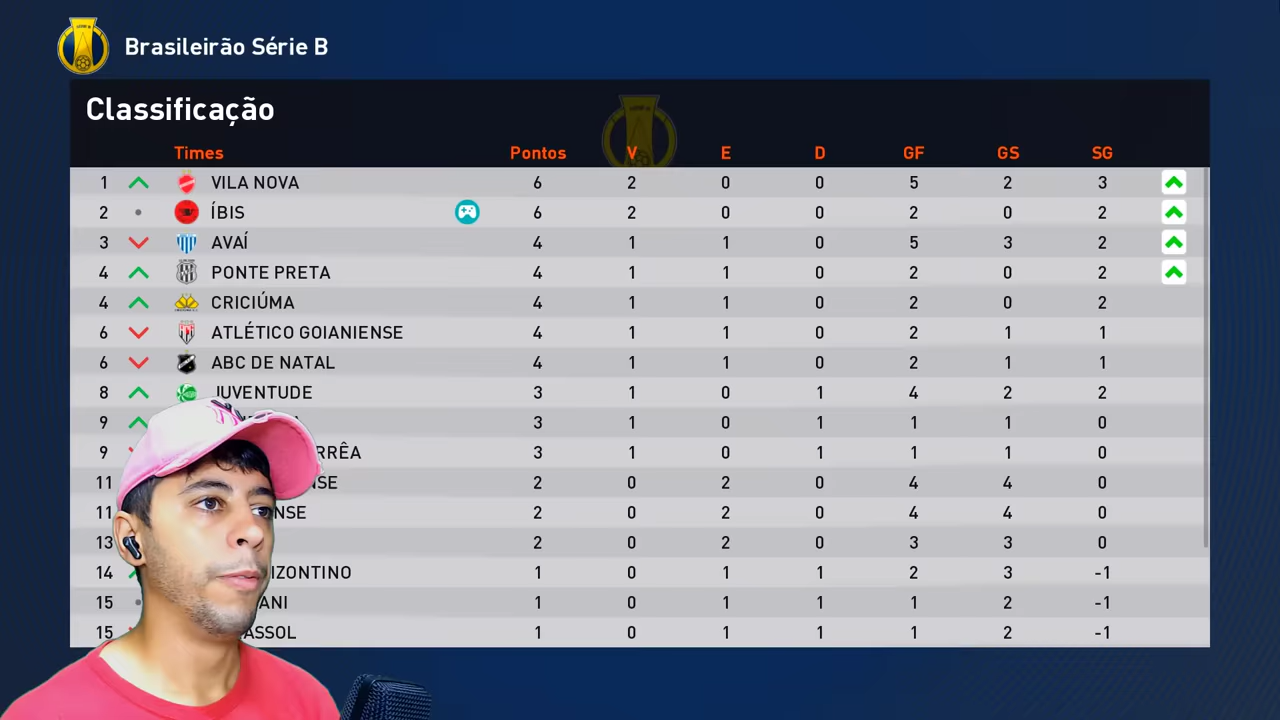 Brasileirão Série B
Classificação
Times Pontos V E D GF GS SG
1 VILA NOVA 6 2 0 0 5 2 3
2 ÍBIS 6 2 0 0 2 0 2
3 AVAÍ 4 1 1 0 5 3 2
4 PONTE PRETA 4 1 1 0 2 0 2
4 CRICIÚMA 4 1 1 0 2 0 2
6 ATLÉTICO GOIANIENSE 4 1 1 0 2 1 1
6 ABC DE NATAL 4 1 1 0 2 1 1
8 JUVENTUDE 3 1 0 1 4 2 2
9 3 1 0 1 1 1 0
9 RRÊA 3 1 0 1 1 1 0
11 NSE 2 0 2 0 4 4 0
11 NSE 2 0 2 0 4 4 0
13 2 0 2 0 3 3 0
14 IZONTINO 1 0 1 1 2 3 -1
15 ANI 1 0 1 1 1 2 -1
15 ASSOL 1 0 1 1 1 2 -1